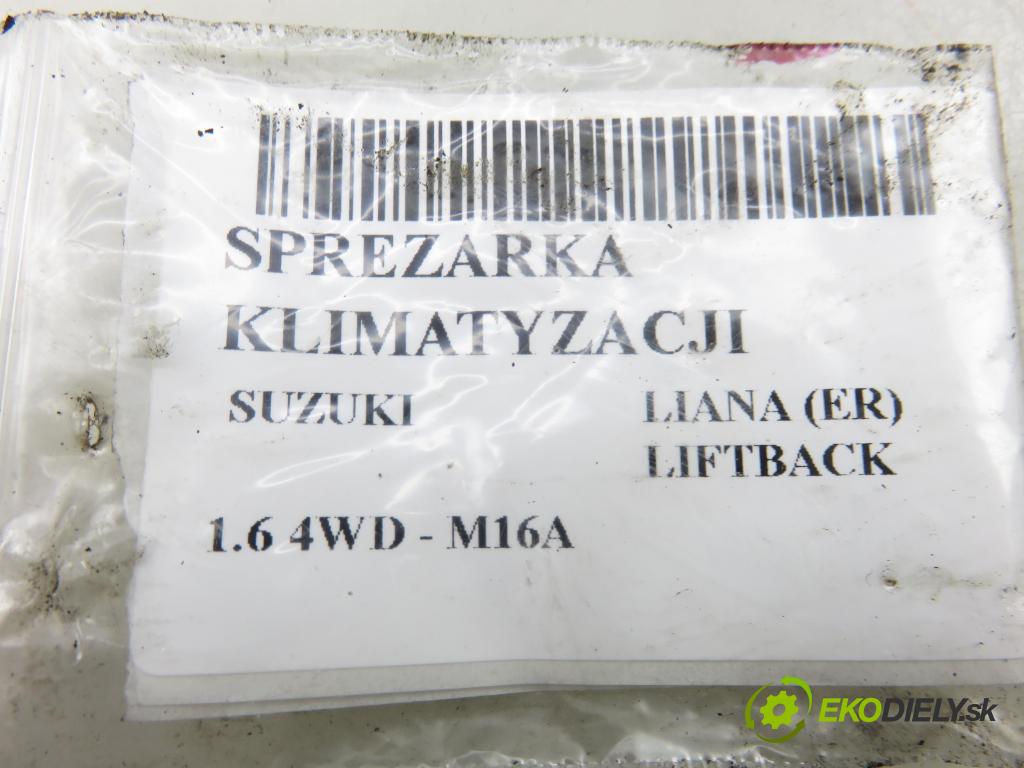 SPREZARKA
KLIMATYZACJI
SUZUKI LIANA (ER)
LIFTBACK
1.6 4WD - M16A
EKODIELY.sk